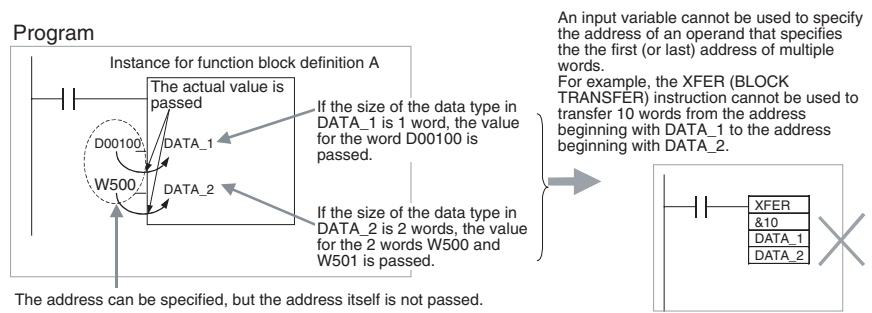 Program
Instance for function block definition A
The actual value is
passed
D00100
DATA_1
W500
DATA_2
If the size of the data type in
DATA_1 is 1 word, the value
for the word D00100 is
passed.
If the size of the data type in
DATA_2 is 2 words, the value
for the 2 words W500 and
W501 is passed.
The address can be specified, but the address itself is not passed.
An input variable cannot be used to specify
the address of an operand that specifies
the the first (or last) address of multiple
words.
For example, the XFER (BLOCK
TRANSFER) instruction cannot be used to
transfer 10 words from the address
beginning with DATA_1 to the address
beginning with DATA_2.
XFER
&10
DATA_1
DATA_2